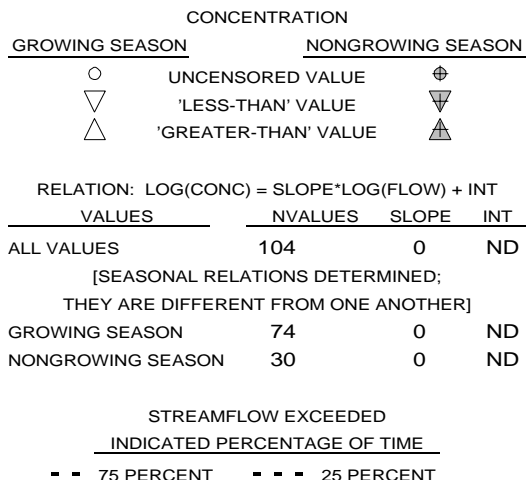 CONCENTRATION
GROWING SEASON NONGROWING SEASON
UNCENSORED VALUE
'LESS-THAN' VALUE
'GREATER-THAN' VALUE
RELATION: LOG(CONC) = SLOPE*LOG(FLOW) + INT
VALUES NVALUES SLOPE INT
ALL VALUES 104 0 ND
[SEASONAL RELATIONS DETERMINED;
THEY ARE DIFFERENT FROM ONE ANOTHER]
GROWING SEASON 74 0 ND
NONGROWING SEASON 30 0 ND
STREAMFLOW EXCEEDED
INDICATED PERCENTAGE OF TIME
75 PERCENT 25 PERCENT